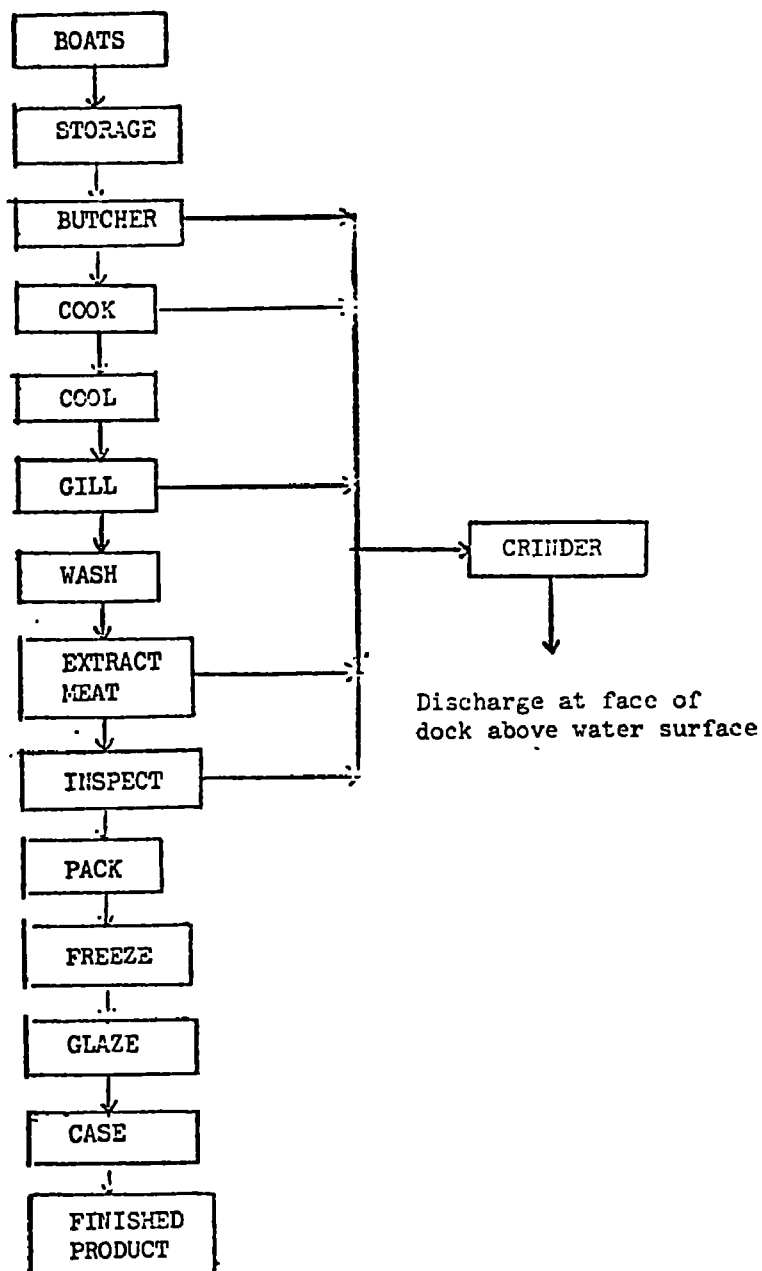 BOATS
STORAGE
BUTCHER
COOK
COOL
GILL
WASH
CRINDER
EXTRACT
MEAT
Discharge at face of
dock above water surface
INSPECT
PACK
FREEZE
GLAZE
CASE
FINISHED
PRODUCT